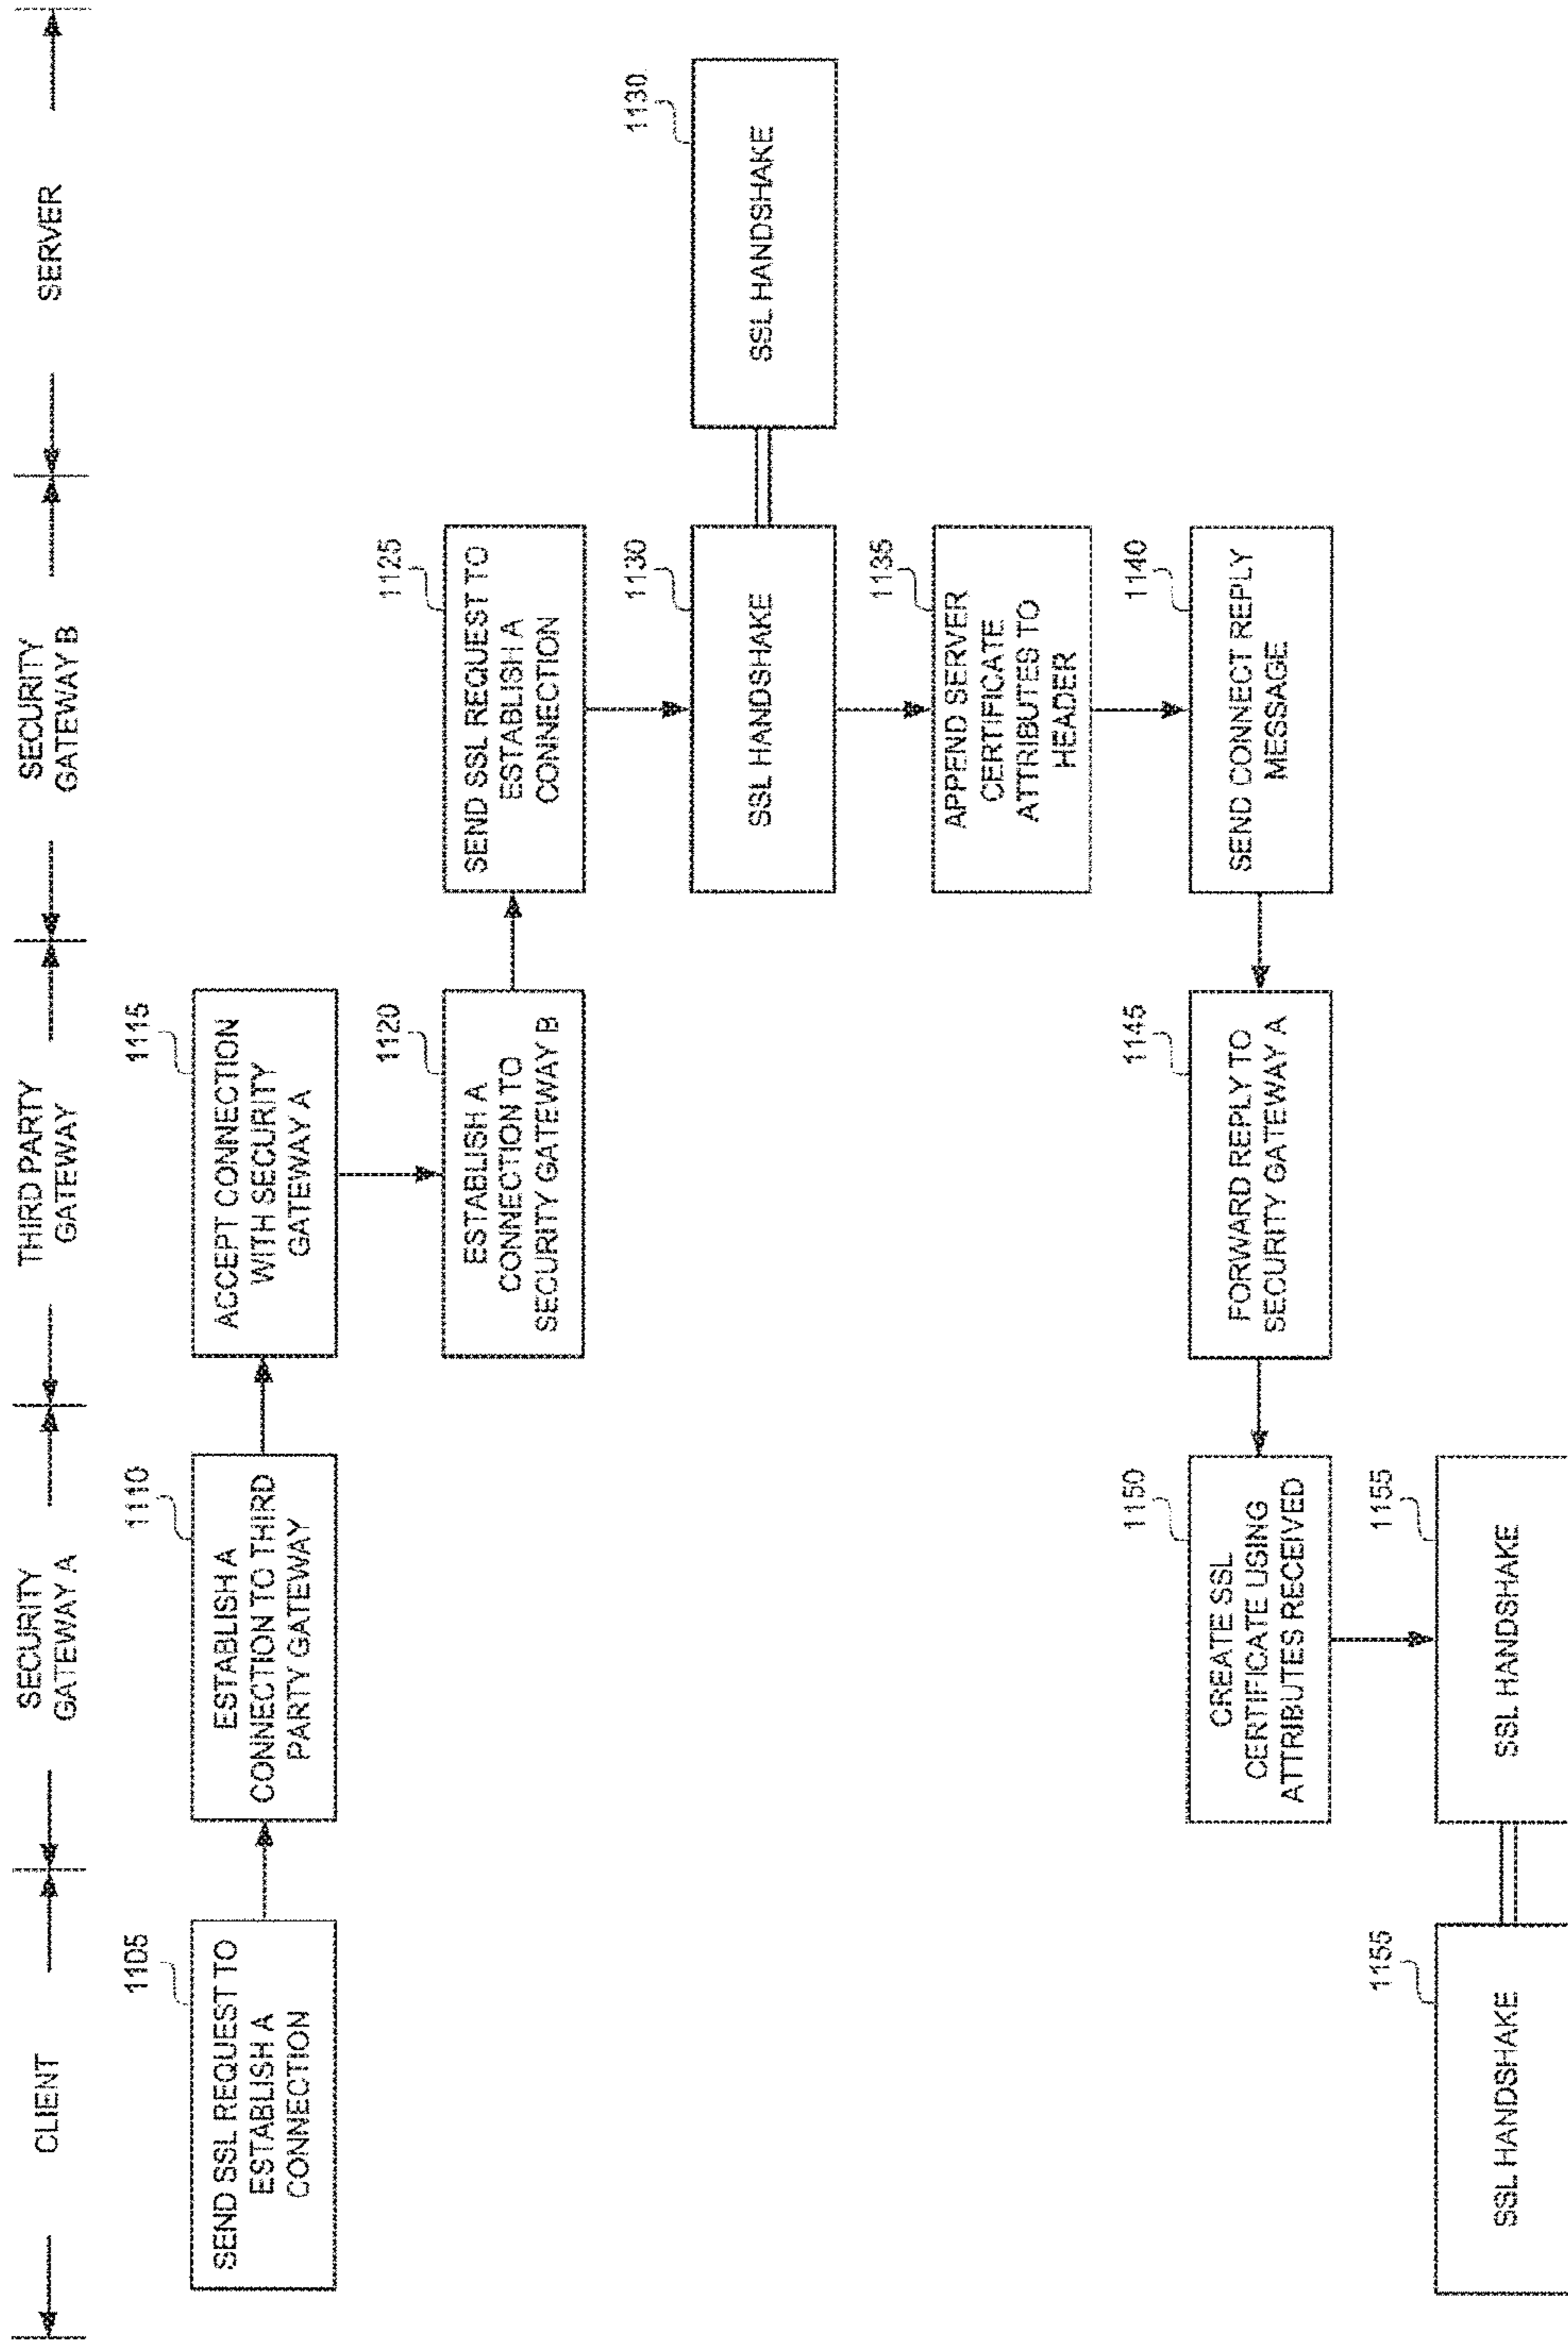 CLIENT
SECURITY
GATEWAY A
THIRD PARTY
GATEWAY
SECURITY
GATEWAY B
SERVER
1105
SEND SSL REQUEST TO
ESTABLISH A
CONNECTION
1110
ESTABLISH A
CONNECTION TO THIRD
PARTY GATEWAY
1115
ACCEPT CONNECTION
WITH SECURITY
GATEWAY A
1120
ESTABLISH A
CONNECTION TO
SECURITY GATEWAY B
1125
SEND SSL REQUEST TO
ESTABLISH A
CONNECTION
1130
SSL HANDSHAKE
1130
SSL HANDSHAKE
1135
APPEND SERVER
CERTIFICATE
ATTRIBUTES TO
HEADER
1140
SEND CONNECT REPLY
MESSAGE
1145
FORWARD REPLY TO
SECURITY GATEWAY A
1150
CREATE SSL
CERTIFICATE USING
ATTRIBUTES RECEIVED
1155
SSL HANDSHAKE
1155
SSL HANDSHAKE